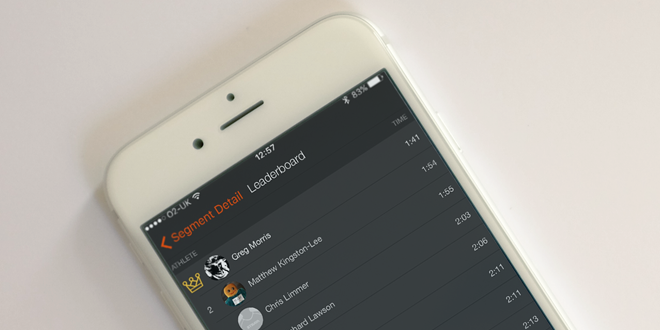 ●●●●● O2-UK 12:57 83%
Segment Detail Leaderboard
ATHLETE TIME
Greg Morris 1:41
2 Matthew Kingston-Lee 1:54
Chris Limmer 1:55
Lawson 2:03
2:06
2:11
2:11
2:13